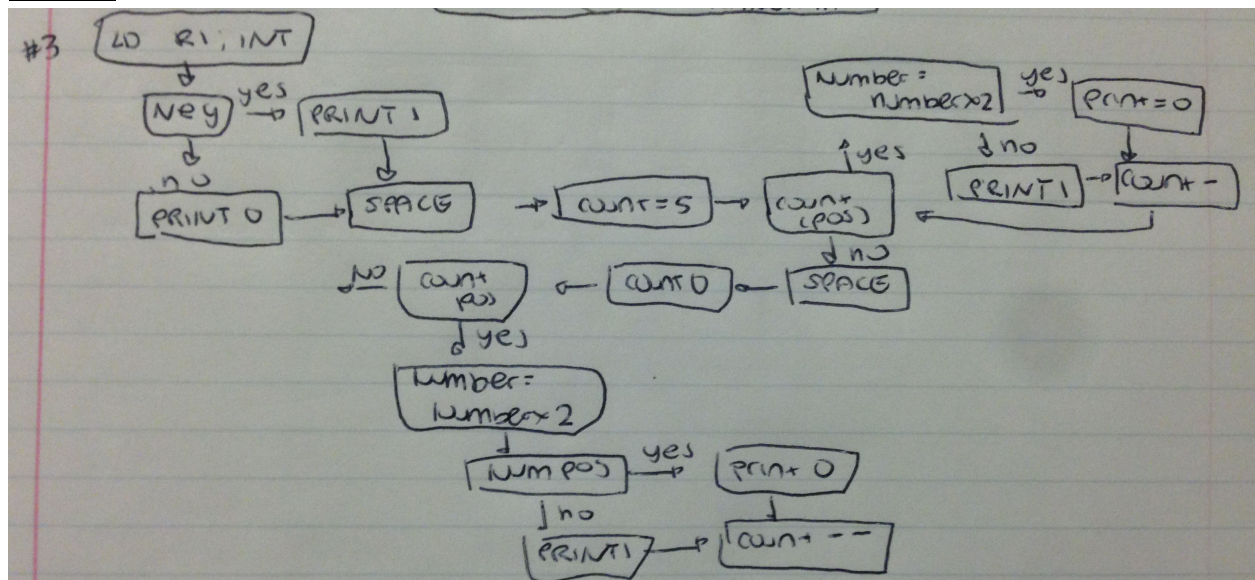 #3 LD R1, INT
Neg yes PRINT 1
no
PRINT 0 SPACE COUNT = 5 count (pos)
yes
Number = number x 2 yes print = 0
no
PRINT 1 count -
no
SPACE COUNT 0 count pos NO
yes
Number = Number x 2
Num pos yes print 0
no
PRINT 1 count --